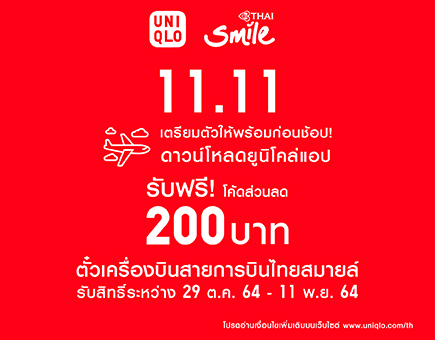 UNI
QLO
THAI
Smile
11.11
เตรียมตัวให้พร้อมก่อนช้อป!
ดาวน์โหลดยูนิโคล่แอป
รับฟรี! โค้ดส่วนลด
200 บาท
ตั๋วเครื่องบินสายการบินไทยสมายล์
รับสิทธิ์ระหว่าง 29 ต.ค. 64 - 11 พ.ย. 64
โปรดอ่านเงื่อนไขเพิ่มเติมบนเว็บไซต์ www.uniqlo.com/th